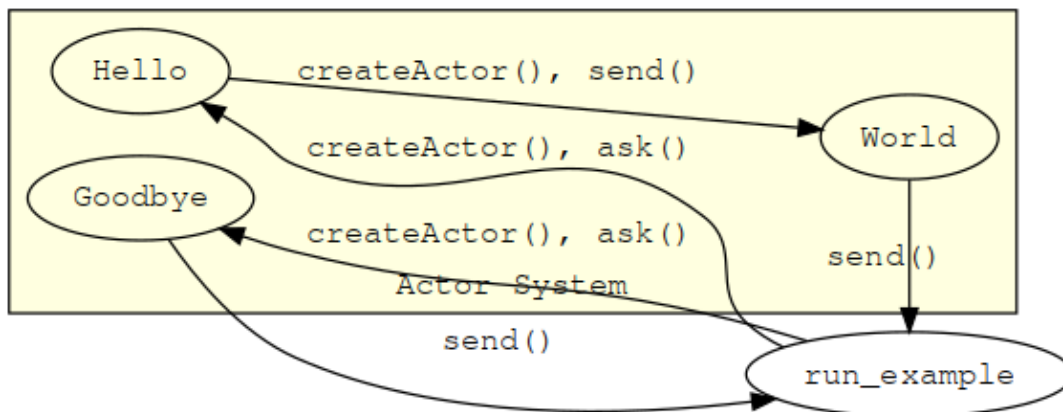 Hello
createActor(), send()
World
createActor(), ask()
Goodbye
createActor(), ask()
send()
Actor System
send()
run_example